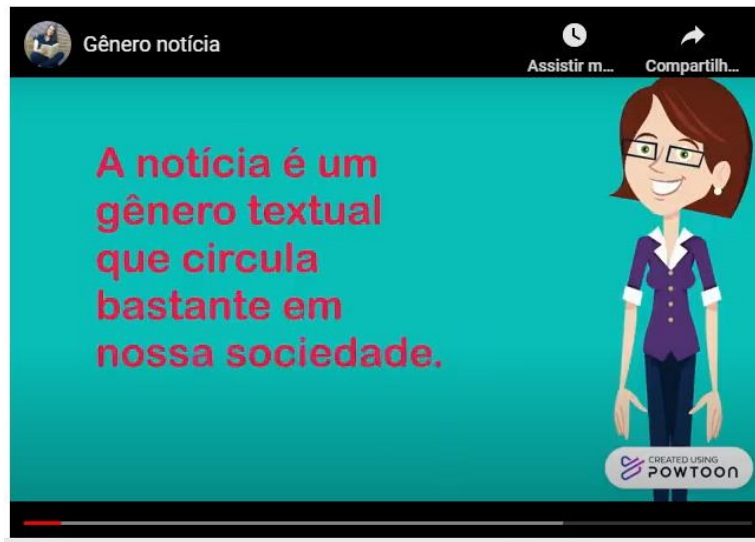 Gênero notícia
Assistir m...
Compartilh...
A notícia é um
gênero textual
que circula
bastante em
nossa sociedade.
CREATED USING
POWTOON